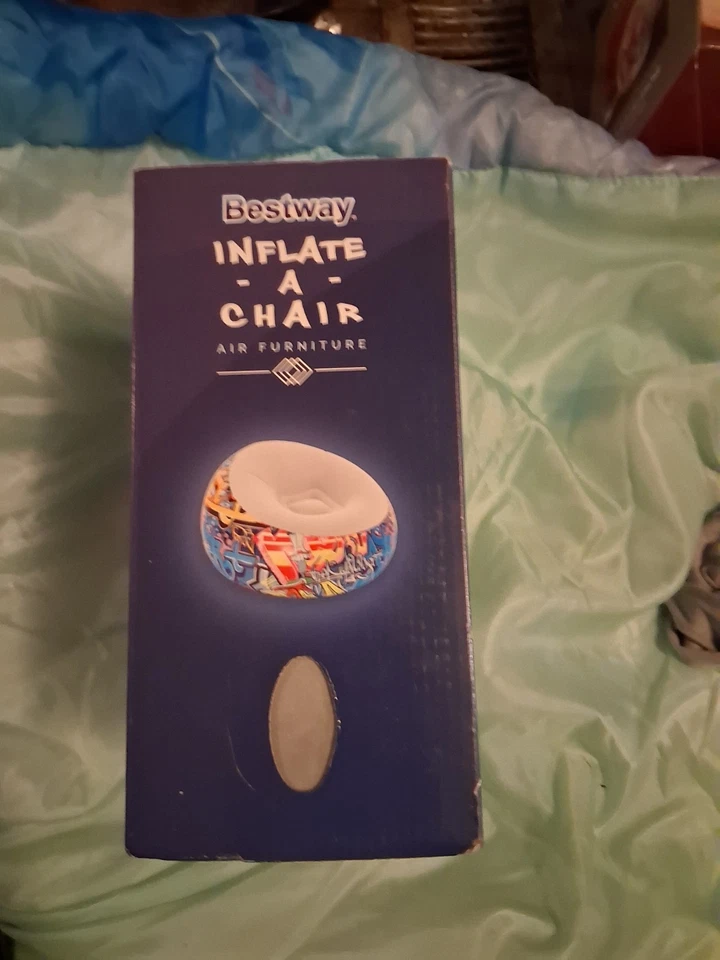 Bestway
INFLATE
- A -
CHAIR
AIR FURNITURE